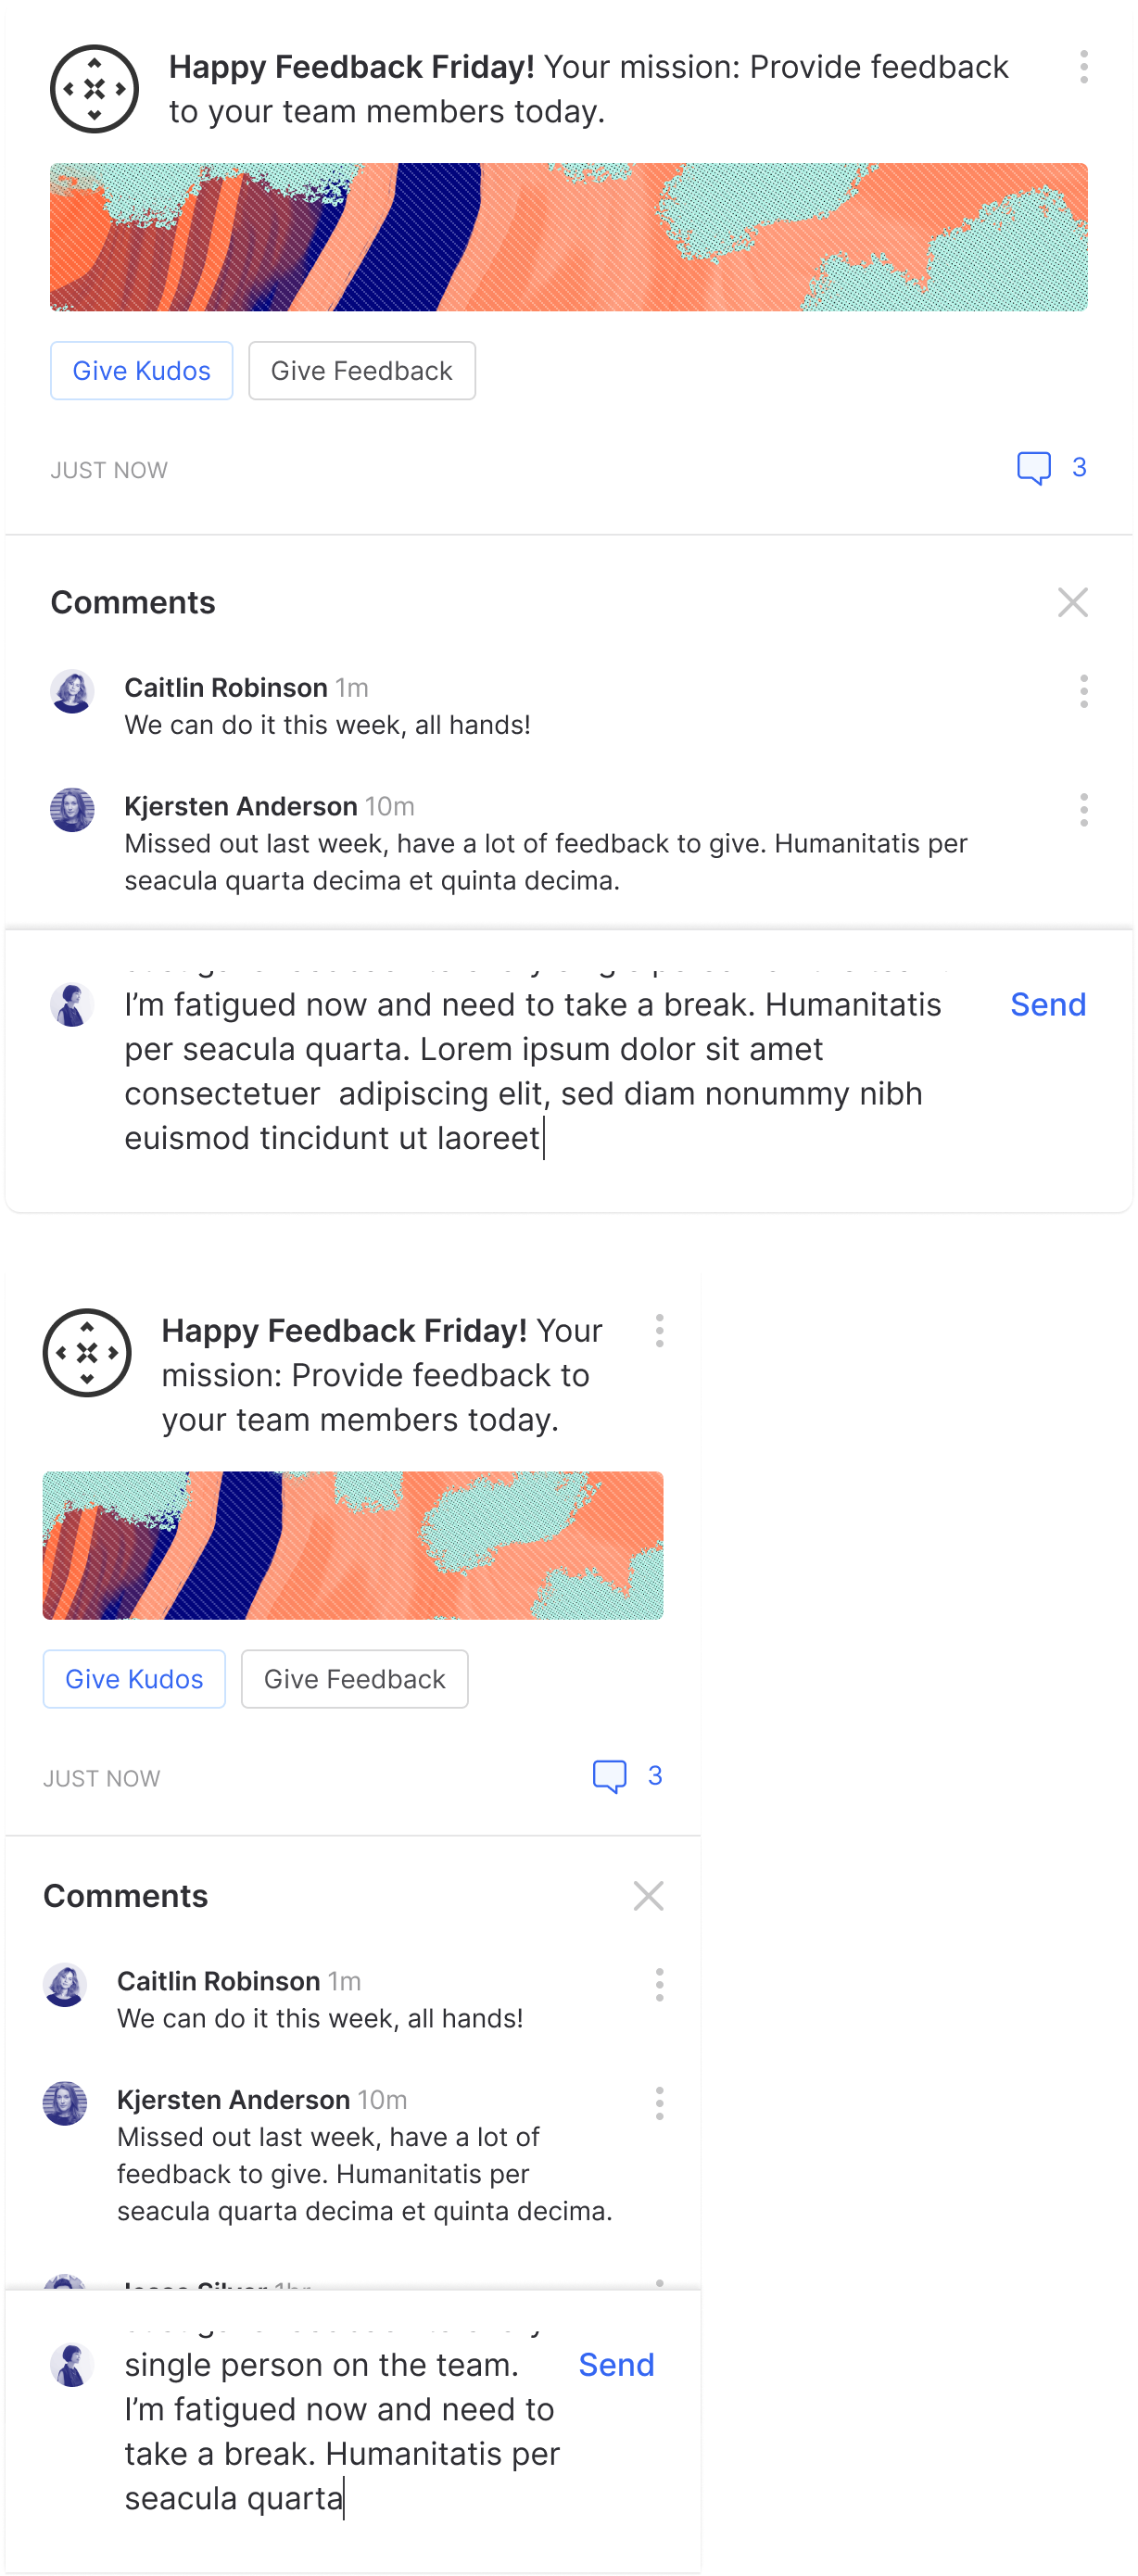 Happy Feedback Friday! Your mission: Provide feedback
to your team members today.
Give Kudos
Give Feedback
JUST NOW
3
Comments
Caitlin Robinson 1m
We can do it this week, all hands!
Kjersten Anderson 10m
Missed out last week, have a lot of feedback to give. Humanitatis per
seacula quarta decima et quinta decima.
I’m fatigued now and need to take a break. Humanitatis
Send
per seacula quarta. Lorem ipsum dolor sit amet
consectetuer  adipiscing elit, sed diam nonummy nibh
euismod tincidunt ut laoreet
Happy Feedback Friday! Your
mission: Provide feedback to
your team members today.
Give Kudos
Give Feedback
JUST NOW
3
Comments
Caitlin Robinson 1m
We can do it this week, all hands!
Kjersten Anderson 10m
Missed out last week, have a lot of
feedback to give. Humanitatis per
seacula quarta decima et quinta decima.
single person on the team.
Send
I’m fatigued now and need to
take a break. Humanitatis per
seacula quarta